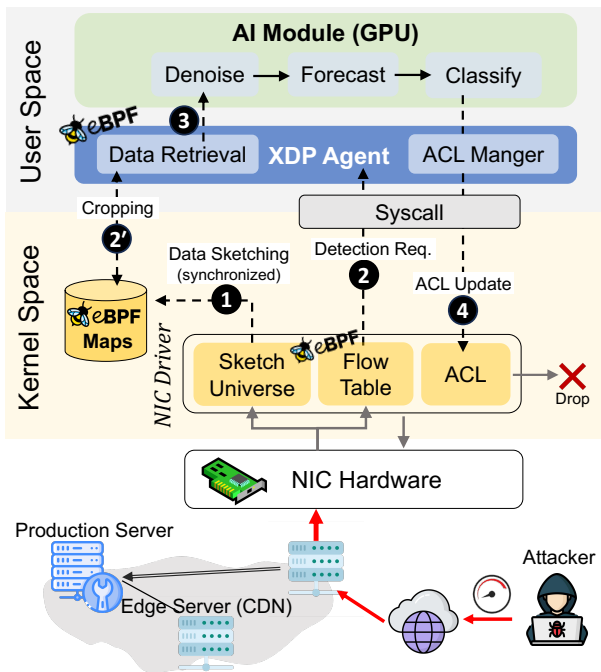 AI Module (GPU)
Denoise
Forecast
Classify
User Space
eBPF
3
Data Retrieval
XDP Agent
ACL Manger
Syscall
Cropping
2'
Data Sketching
(synchronized)
1
Detection Req.
2
ACL Update
4
Kernel Space
eBPF
Maps
NIC Driver
eBPF
Sketch
Universe
Flow
Table
ACL
Drop
NIC Hardware
Production Server
Attacker
Edge Server (CDN)